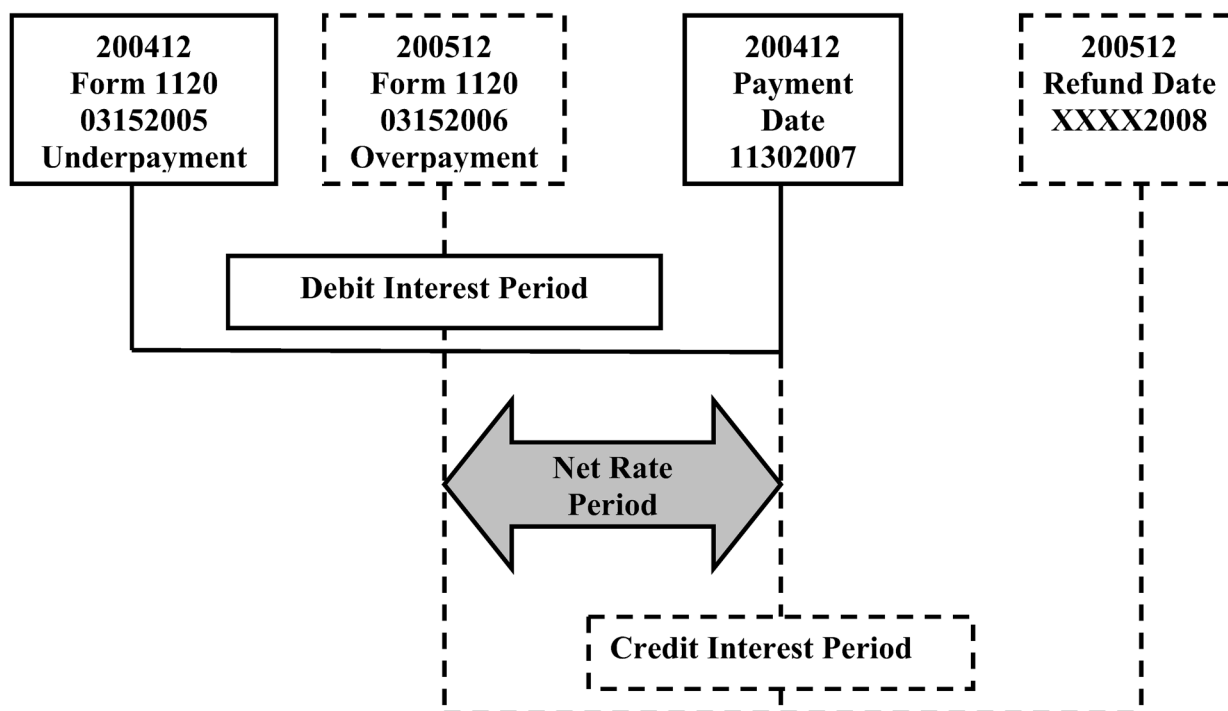 200412
Form 1120
03152005
Underpayment
200512
Form 1120
03152006
Overpayment
200412
Payment
Date
11302007
200512
Refund Date
XXXX2008
Debit Interest Period
Net Rate
Period
Credit Interest Period